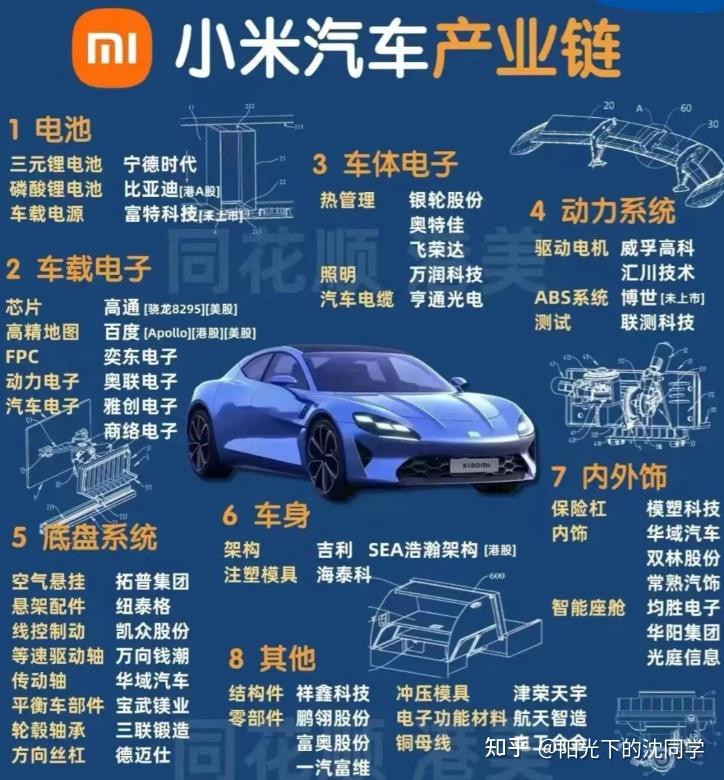 mi 小米汽车产业链
1 电池
三元锂电池 宁德时代
磷酸锂电池 比亚迪[港A股]
车载电源 富特科技[未上市]
2 车载电子
芯片 高通 [骁龙8295][美股]
高精地图 百度 [Apollo][港股][美股]
FPC 奕东电子
动力电子 奥联电子
汽车电子 雅创电子
商络电子
3 车体电子
热管理 银轮股份
奥特佳
飞荣达
照明 万润科技
汽车电缆 亨通光电
4 动力系统
驱动电机 威孚高科
汇川技术
ABS系统 博世 [未上市]
测试 联测科技
5 底盘系统
空气悬挂 拓普集团
悬架配件 纽泰格
线控制动 凯众股份
等速驱动轴 万向钱潮
传动轴 华域汽车
平衡车部件 宝武镁业
轮毂轴承 三联锻造
方向丝杠 德迈仕
6 车身
架构 吉利 SEA浩瀚架构 [港股]
注塑模具 海泰科
7 内外饰
保险杠 模塑科技
内饰 华域汽车
双林股份
常熟汽饰
智能座舱 均胜电子
华阳集团
光庭信息
8 其他
结构件 祥鑫科技
零部件 鹏翎股份
富奥股份
一汽富维
冲压模具 津荣天宇
电子功能材料 航天智造
铜母线
xiaomi
同花顺 港美
同花顺 港美
知乎 @阳光下的沈同学
20
A
60
30
600